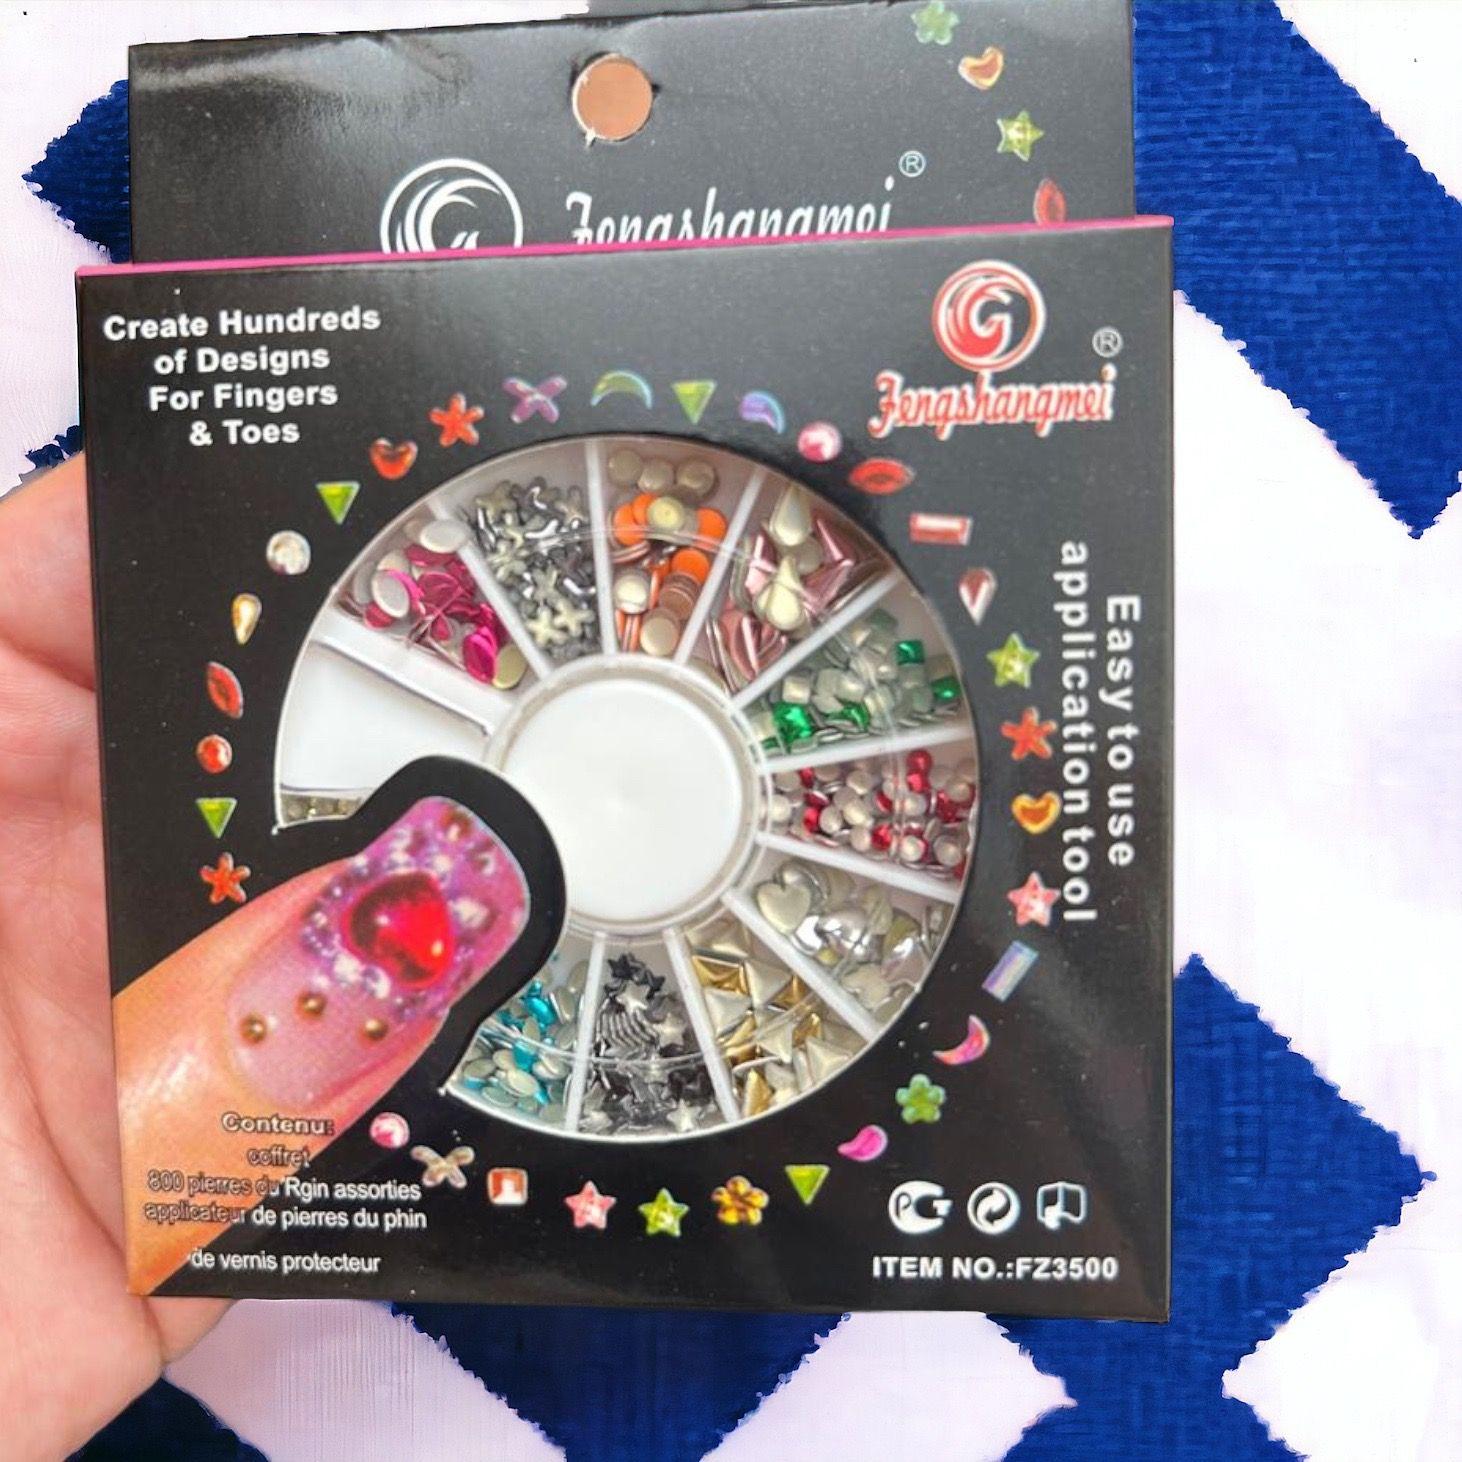 Fengshangmei ®
Create Hundreds
of Designs
For Fingers
& Toes
®
Fengshangmei
Easy to use
application tool
Contenu:
coffret
800 pierres du Rgin assorties
applicateur de pierres du phin
de vernis protecteur
ITEM NO.:FZ3500